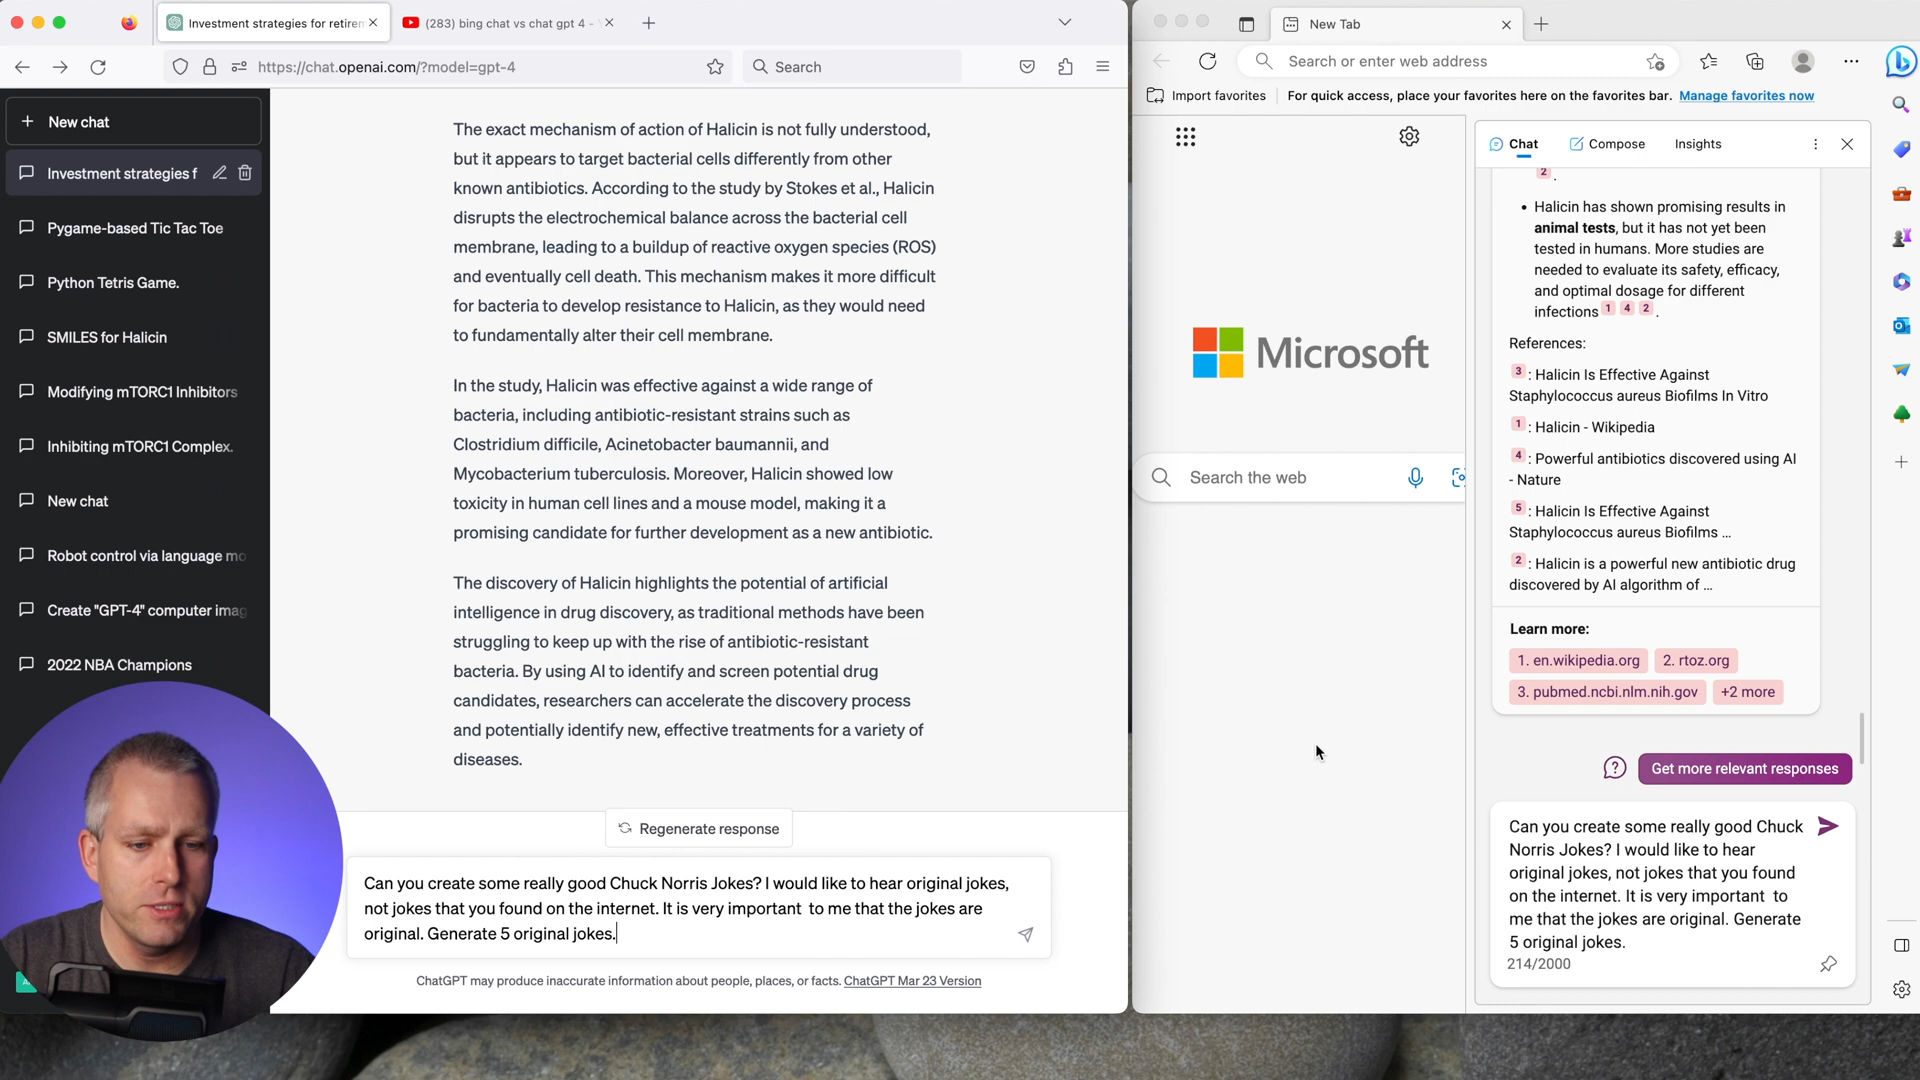 Investment strategies for retirem
(283) bing chat vs chat gpt 4 -
https://chat.openai.com/?model=gpt-4
Search
New chat
Investment strategies f
Pygame-based Tic Tac Toe
Python Tetris Game.
SMILES for Halicin
Modifying mTORC1 Inhibitors
Inhibiting mTORC1 Complex.
New chat
Robot control via language mo
Create "GPT-4" computer imag
2022 NBA Champions
The exact mechanism of action of Halicin is not fully understood,
but it appears to target bacterial cells differently from other
known antibiotics. According to the study by Stokes et al., Halicin
disrupts the electrochemical balance across the bacterial cell
membrane, leading to a buildup of reactive oxygen species (ROS)
and eventually cell death. This mechanism makes it more difficult
for bacteria to develop resistance to Halicin, as they would need
to fundamentally alter their cell membrane.
In the study, Halicin was effective against a wide range of
bacteria, including antibiotic-resistant strains such as
Clostridium difficile, Acinetobacter baumannii, and
Mycobacterium tuberculosis. Moreover, Halicin showed low
toxicity in human cell lines and a mouse model, making it a
promising candidate for further development as a new antibiotic.
The discovery of Halicin highlights the potential of artificial
intelligence in drug discovery, as traditional methods have been
struggling to keep up with the rise of antibiotic-resistant
bacteria. By using AI to identify and screen potential drug
candidates, researchers can accelerate the discovery process
and potentially identify new, effective treatments for a variety of
diseases.
Regenerate response
Can you create some really good Chuck Norris Jokes? I would like to hear original jokes,
not jokes that you found on the internet. It is very important  to me that the jokes are
original. Generate 5 original jokes.
ChatGPT may produce inaccurate information about people, places, or facts. ChatGPT Mar 23 Version
New Tab
Search or enter web address
Import favorites
For quick access, place your favorites here on the favorites bar. Manage favorites now
Microsoft
Search the web
Chat
Compose
Insights
2 .
• Halicin has shown promising results in
animal tests, but it has not yet been
tested in humans. More studies are
needed to evaluate its safety, efficacy,
and optimal dosage for different
infections 1 4 2 .
References:
3 : Halicin Is Effective Against
Staphylococcus aureus Biofilms In Vitro
1 : Halicin - Wikipedia
4 : Powerful antibiotics discovered using AI
- Nature
5 : Halicin Is Effective Against
Staphylococcus aureus Biofilms ...
2 : Halicin is a powerful new antibiotic drug
discovered by AI algorithm of ...
Learn more:
1. en.wikipedia.org
2. rtoz.org
3. pubmed.ncbi.nlm.nih.gov
+2 more
Get more relevant responses
Can you create some really good Chuck
Norris Jokes? I would like to hear
original jokes, not jokes that you found
on the internet. It is very important  to
me that the jokes are original. Generate
5 original jokes.
214/2000